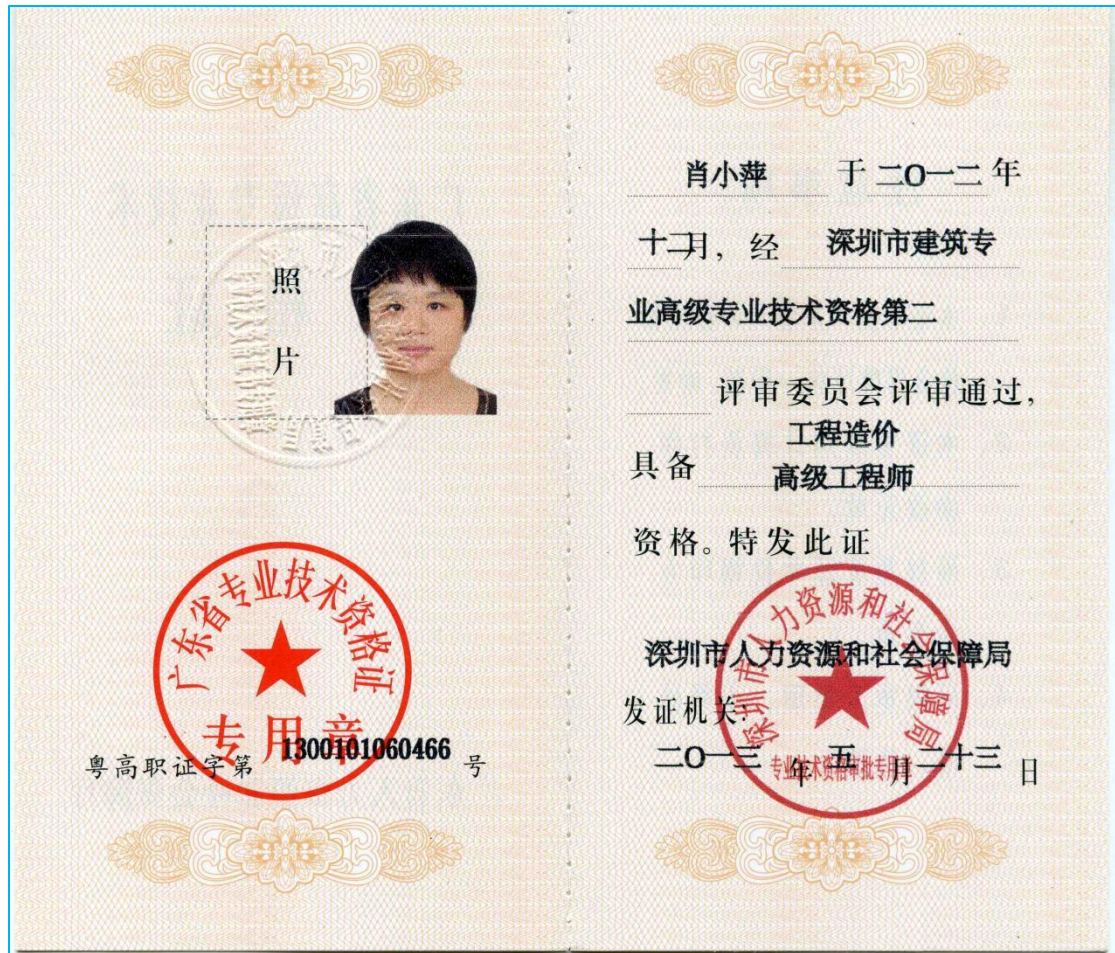 照
片
广东省专业技术资格证
专用章
粤高职证字第 1300101060466 号
肖小萍 于 二O一二 年
十二月, 经 深圳市建筑专
业高级专业技术资格第二
评审委员会评审通过,
工程造价
具备 高级工程师
资格。特发此证
深圳市人力资源和社会保障局
深圳市人力资源和社会保障局
发证机关:
二O一三 年 五 月 二十三 日
专业技术资格审批专用章